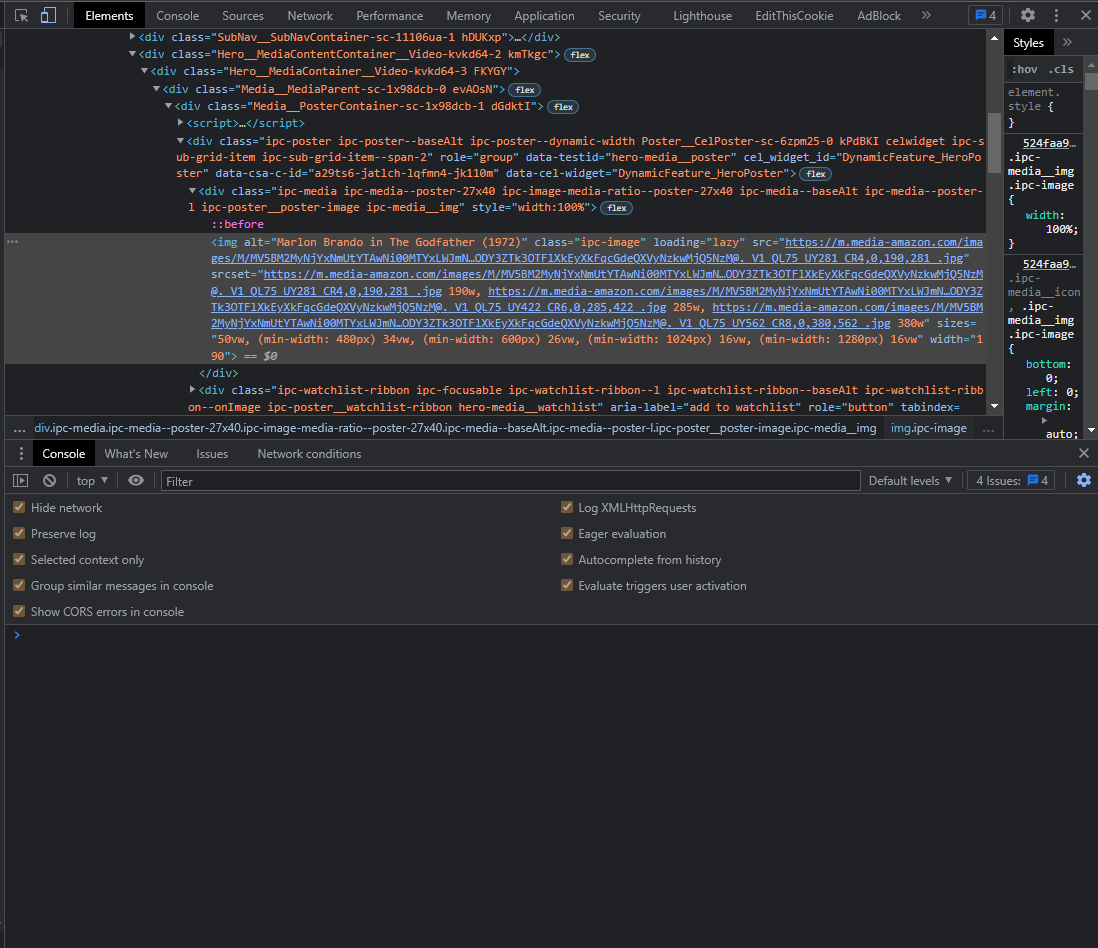 Elements Console Sources Network Performance Memory Application Security Lighthouse EditThisCookie AdBlock » 4
<div class="SubNav__SubNavContainer-sc-11106ua-1 hDUKxp">…</div>
<div class="Hero__MediaContentContainer__Video-kvkd64-2 kmTkgc"> flex
<div class="Hero__MediaContainer__Video-kvkd64-3 FKYGY">
<div class="Media__MediaParent-sc-1x98dcb-0 evAOsN"> flex
<div class="Media__PosterContainer-sc-1x98dcb-1 dGdktI"> flex
<script>…</script>
<div class="ipc-poster ipc-poster--baseAlt ipc-poster--dynamic-width Poster__CelPoster-sc-6zpm25-0 kPdBKI celwidget ipc-s
ub-grid-item ipc-sub-grid-item--span-2" role="group" data-testid="hero-media__poster" cel_widget_id="DynamicFeature_HeroPo
ster" data-csa-c-id="a29ts6-jatlch-lqfmn4-jk110m" data-cel-widget="DynamicFeature_HeroPoster"> flex
<div class="ipc-media ipc-media--poster-27x40 ipc-image-media-ratio--poster-27x40 ipc-media--baseAlt ipc-media--poster-
l ipc-poster__poster-image ipc-media__img" style="width:100%"> flex
::before
<img alt="Marlon Brando in The Godfather (1972)" class="ipc-image" loading="lazy" src="https://m.media-amazon.com/ima
ges/M/MV5BM2MyNjYxNmUtYTAwNi00MTYxLWJmN…ODY3ZTk3OTFlXkEyXkFqcGdeQXVyNzkwMjQ5NzM@._V1_QL75_UY281_CR4,0,190,281_.jpg"
srcset="https://m.media-amazon.com/images/M/MV5BM2MyNjYxNmUtYTAwNi00MTYxLWJmN…ODY3ZTk3OTFlXkEyXkFqcGdeQXVyNzkwMjQ5NzM
@._V1_QL75_UY281_CR4,0,190,281_.jpg 190w, https://m.media-amazon.com/images/M/MV5BM2MyNjYxNmUtYTAwNi00MTYxLWJmN…ODY3Z
Tk3OTFlXkEyXkFqcGdeQXVyNzkwMjQ5NzM@._V1_QL75_UY422_CR6,0,285,422_.jpg 285w, https://m.media-amazon.com/images/M/MV5BM
2MyNjYxNmUtYTAwNi00MTYxLWJmN…ODY3ZTk3OTFlXkEyXkFqcGdeQXVyNzkwMjQ5NzM@._V1_QL75_UY562_CR8,0,380,562_.jpg 380w" sizes=
"50vw, (min-width: 480px) 34vw, (min-width: 600px) 26vw, (min-width: 1024px) 16vw, (min-width: 1280px) 16vw" width="1
90"> == $0
</div>
<div class="ipc-watchlist-ribbon ipc-focusable ipc-watchlist-ribbon--l ipc-watchlist-ribbon--baseAlt ipc-watchlist-ribb
on--onImage ipc-poster__watchlist-ribbon hero-media__watchlist" aria-label="add to watchlist" role="button" tabindex=
… div.ipc-media.ipc-media--poster-27x40.ipc-image-media-ratio--poster-27x40.ipc-media--baseAlt.ipc-media--poster-l.ipc-poster__poster-image.ipc-media__img img.ipc-image …
Styles »
:hov .cls
element.
style {
}
524faa9…
.ipc-
media__img
.ipc-image
{
width:
100%;
}
524faa9…
.ipc-
media__icon
, .ipc-
media__img
.ipc-image
{
bottom:
0;
left: 0;
margin:
auto;
Console What's New Issues Network conditions
top Filter Default levels 4 Issues: 4
Hide network
Preserve log
Selected context only
Group similar messages in console
Show CORS errors in console
Log XMLHttpRequests
Eager evaluation
Autocomplete from history
Evaluate triggers user activation